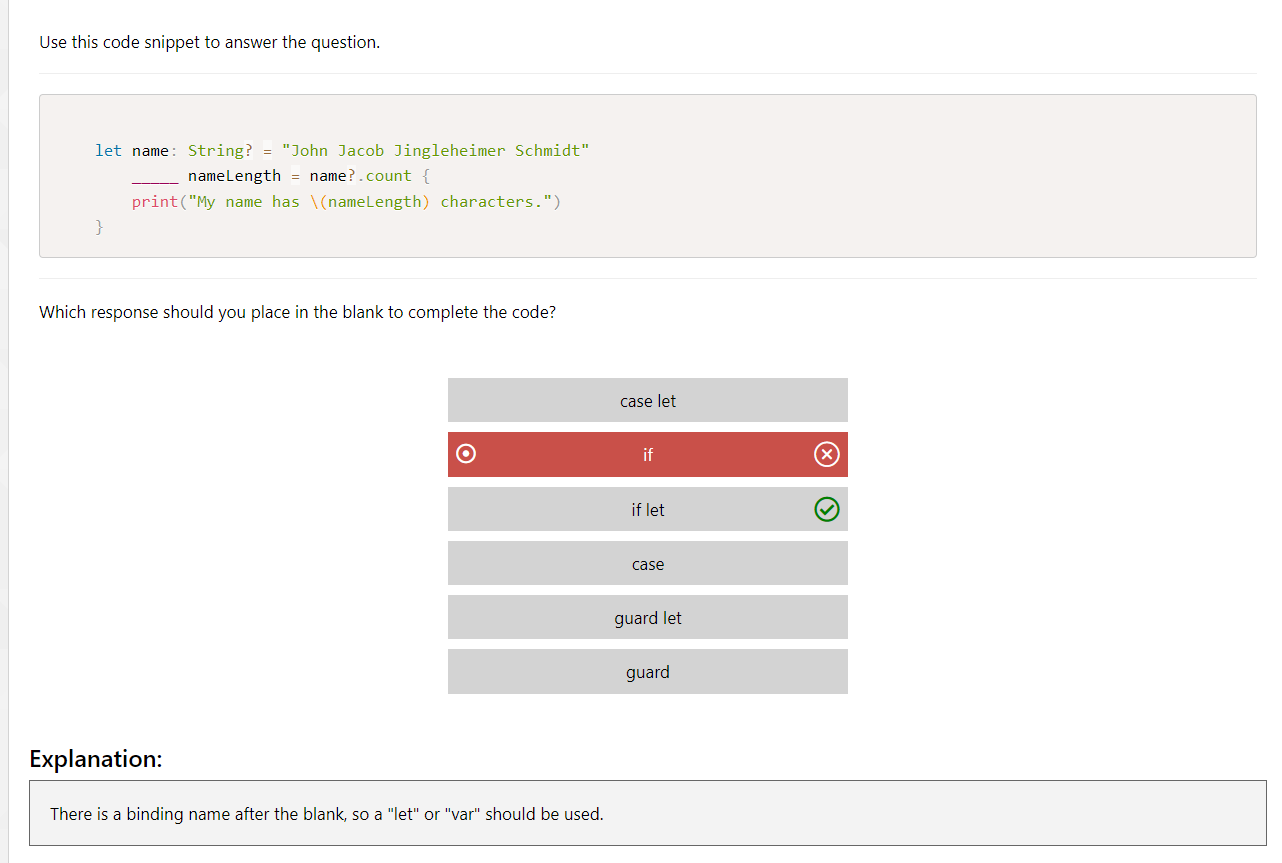 Use this code snippet to answer the question.
let name: String? = "John Jacob Jingleheimer Schmidt"
_____ nameLength = name?.count {
print("My name has \(nameLength) characters.")
}
Which response should you place in the blank to complete the code?
case let
if
if let
case
guard let
guard
Explanation:
There is a binding name after the blank, so a "let" or "var" should be used.